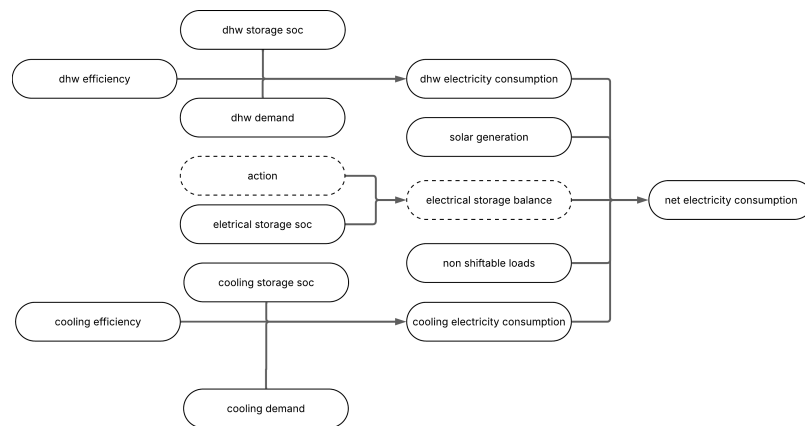 dhw storage soc
dhw efficiency
dhw electricity consumption
dhw demand
solar generation
action
electrical storage balance
net electricity consumption
eletrical storage soc
non shiftable loads
cooling storage soc
cooling efficiency
cooling electricity consumption
cooling demand